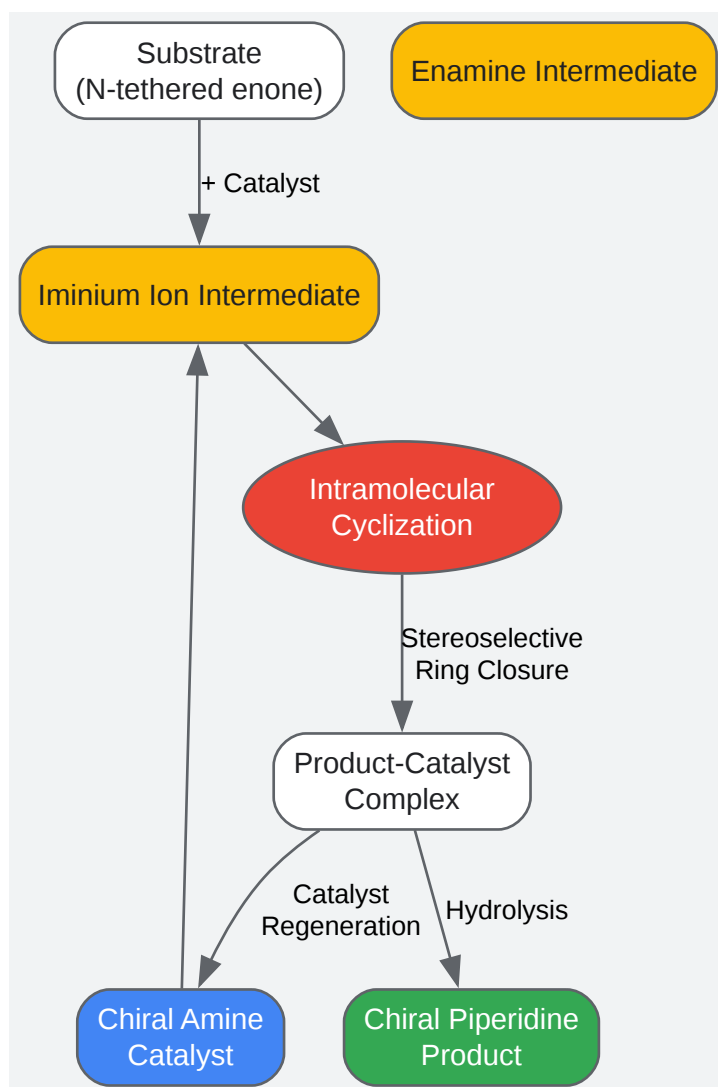 Substrate
(N-tethered enone)
Enamine Intermediate
+ Catalyst
Iminium Ion Intermediate
Intramolecular
Cyclization
Stereoselective
Ring Closure
Product-Catalyst
Complex
Catalyst
Regeneration
Hydrolysis
Chiral Amine
Catalyst
Chiral Piperidine
Product